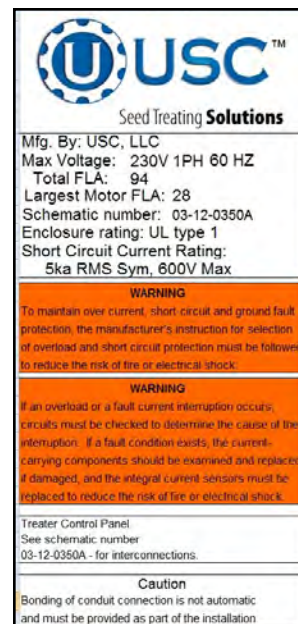 U USC™
Seed Treating Solutions
Mfg. By: USC, LLC
Max Voltage: 230V 1PH 60 HZ
Total FLA: 94
Largest Motor FLA: 28
Schematic number: 03-12-0350A
Enclosure rating: UL type 1
Short Circuit Current Rating:
5ka RMS Sym, 600V Max
WARNING
To maintain over current, short-circuit and ground fault
protection, the manufacturer's instruction for selection
of overload and short circuit protection must be followe
to reduce the risk of fire or electrical shock.
WARNING
If an overload or a fault current interruption occurs,
circuits must be checked to determine the cause of the
interruption. If a fault condition exists, the current-
carrying components should be examined and replaced
if damaged, and the integral current sensors must be
replaced to reduce the risk of fire or electrical shock.
Treater Control Panel
See schematic number
03-12-0350A - for interconnections.
Caution
Bonding of conduit connection is not automatic
and must be provided as part of the installation